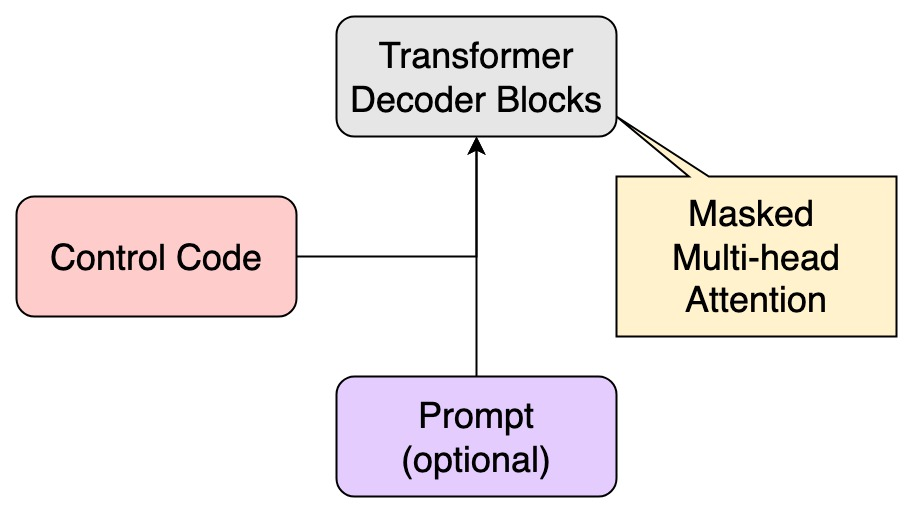 Transformer
Decoder Blocks
Control Code
Masked
Multi-head
Attention
Prompt
(optional)